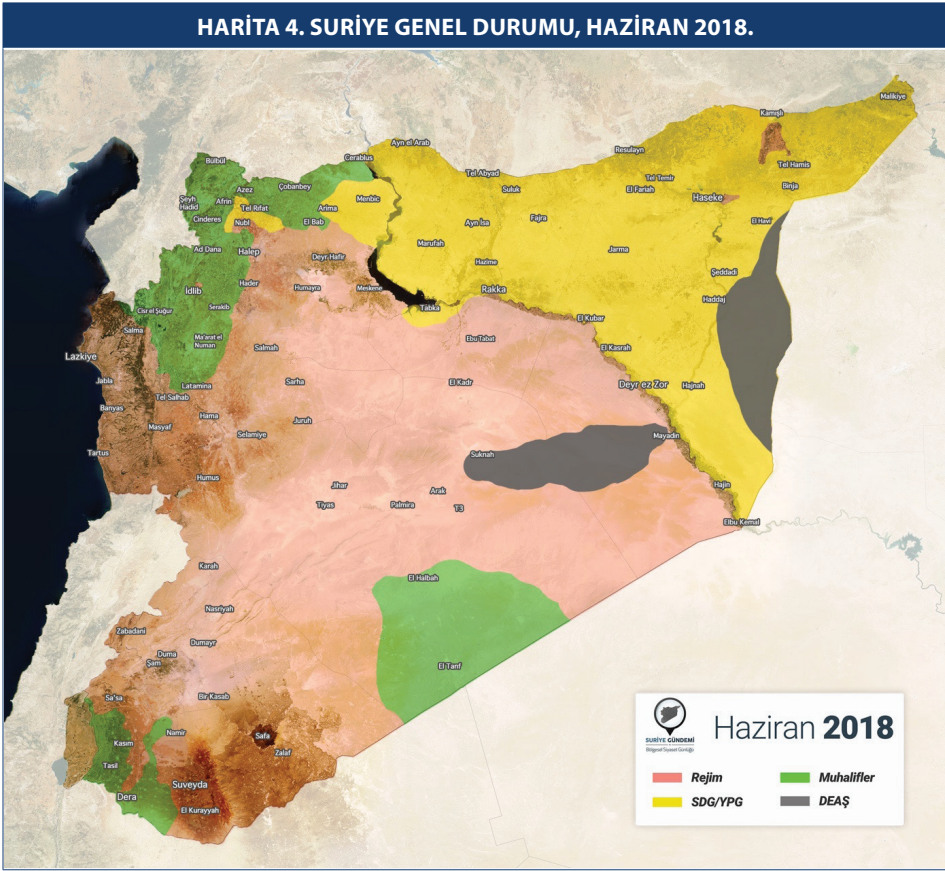 HARİTA 4. SURİYE GENEL DURUMU, HAZİRAN 2018.
Malikiye
Kamışlı
Ayn el Arab
Cerablus
Resulayn
Bülbül
Tel Hamis
Tel Abyad
Tel Temir
Çobanbey
Azez
Suluk
El Fariah
Binja
Şeyh
Hadid
Afrin
Menbic
Haseke
Tel Rıfat
Arima
Cinderes
Nubl
El Bab
Ayn İsa
Fajra
El Havi
Ad Dana
Halep
Marufah
Jarma
Deyr Hafir
Hazime
Şeddadi
İdlib
Hader
Humayra
Meskene
Rakka
Haddaj
Cisr el Şuğur
Serakib
Tabka
El Kubar
Salma
Ma'arat el
Numan
Ebu Tabat
Salmah
El Kasrah
Lazkiye
Jabla
Latamina
Sarha
El Kadr
Deyr ez Zor
Hajnah
Tel Salhab
Banyas
Hama
Masyaf
Juruh
Selamiye
Mayadin
Tartus
Suknah
Humus
Jihar
Hajin
Arak
Tiyas
Palmira
T3
Elbu Kemal
Karah
El Halbah
Nasriyah
Zabadani
Dumayr
Duma
Şam
El Tarif
Sa'sa
Bir Kasab
Namir
Safa
Kasım
Zalaf
Tasil
Suveyda
Dera
El Kurayyah
SURİYE GÜNDEMİ
Bölgesel Siyaset Günlüğü
Haziran 2018
Rejim
Muhalifler
SDG/YPG
DEAŞ